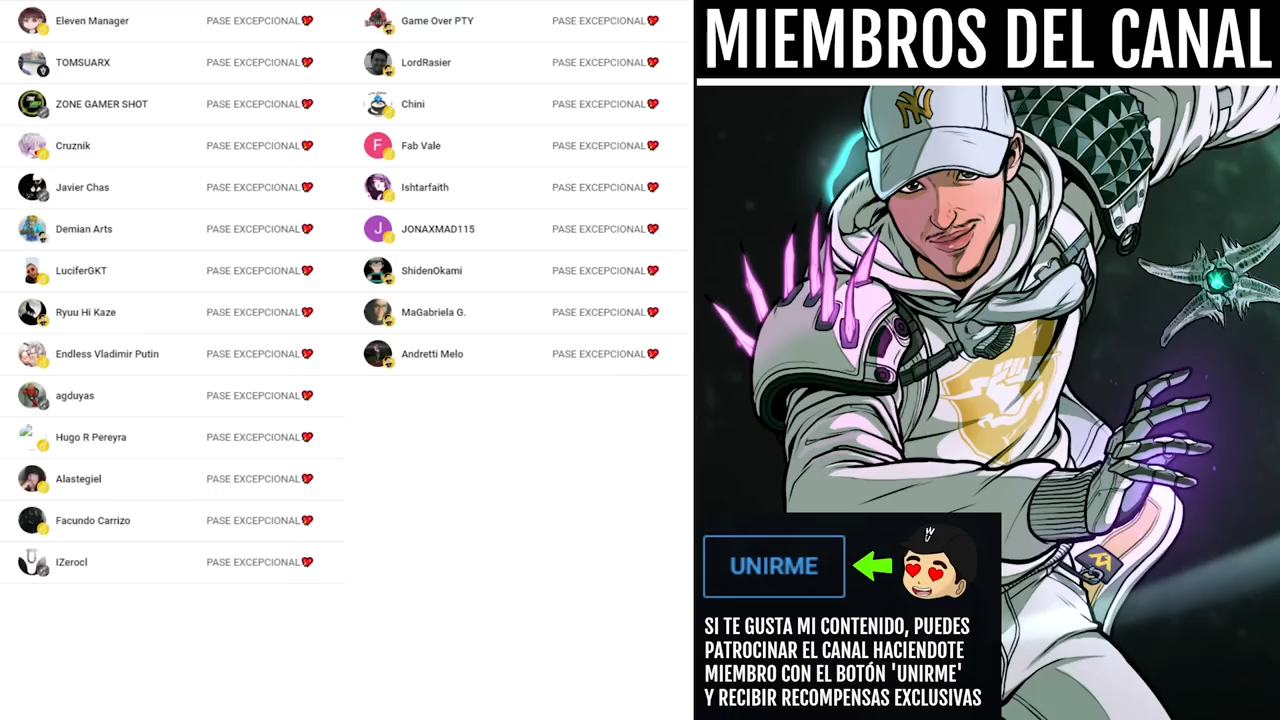 Eleven Manager PASE EXCEPCIONAL
TOMSUARX PASE EXCEPCIONAL
ZONE GAMER SHOT PASE EXCEPCIONAL
Cruznik PASE EXCEPCIONAL
Javier Chas PASE EXCEPCIONAL
Demian Arts PASE EXCEPCIONAL
LuciferGKT PASE EXCEPCIONAL
Ryuu Hi Kaze PASE EXCEPCIONAL
Endless Vladimir Putin PASE EXCEPCIONAL
agduyas PASE EXCEPCIONAL
Hugo R Pereyra PASE EXCEPCIONAL
Alastegiel PASE EXCEPCIONAL
Facundo Carrizo PASE EXCEPCIONAL
IZerocl PASE EXCEPCIONAL
Game Over PTY PASE EXCEPCIONAL
LordRasier PASE EXCEPCIONAL
Chini PASE EXCEPCIONAL
F Fab Vale PASE EXCEPCIONAL
Ishtarfaith PASE EXCEPCIONAL
J JONAXMAD115 PASE EXCEPCIONAL
ShidenOkami PASE EXCEPCIONAL
MaGabriela G. PASE EXCEPCIONAL
Andretti Melo PASE EXCEPCIONAL
MIEMBROS DEL CANAL
NY
UNIRME
SI TE GUSTA MI CONTENIDO, PUEDES
PATROCINAR EL CANAL HACIENDOTE
MIEMBRO CON EL BOTÓN 'UNIRME'
Y RECIBIR RECOMPENSAS EXCLUSIVAS